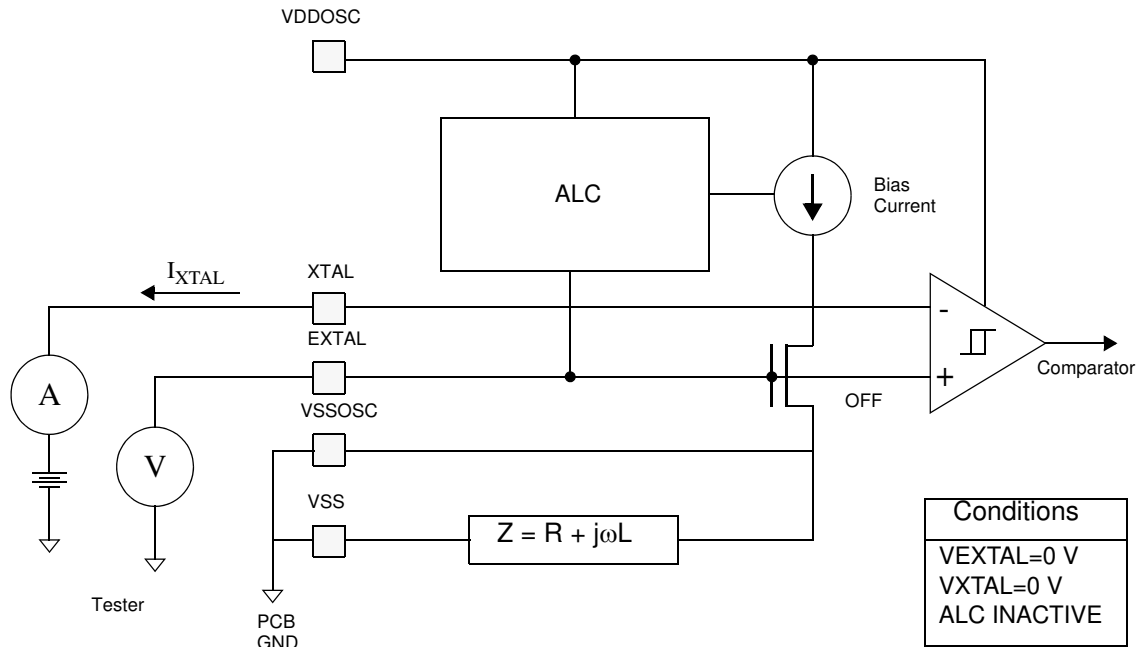 VDDOSC
ALC
Bias
Current
I_XTAL
XTAL
-
EXTAL
+
Comparator
A
VSSOSC
OFF
V
VSS
Z = R + jωL
Conditions
VEXTAL=0 V
VXTAL=0 V
ALC INACTIVE
Tester
PCB
GND